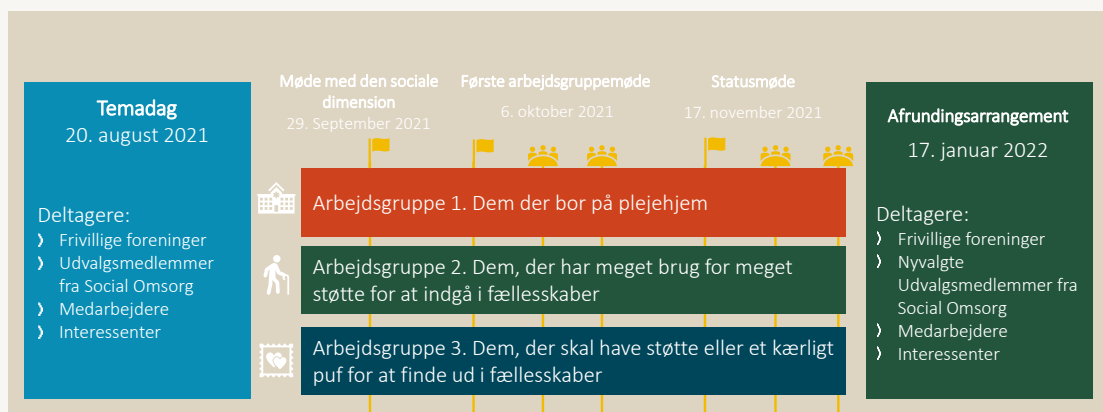 Temadag
20. august 2021
Deltagere:
Frivillige foreninger
Udvalgsmedlemmer
fra Social Omsorg
Medarbejdere
Interessenter
Møde med den sociale
dimension
29. September 2021
Første arbejdsgruppemøde
6. oktober 2021
Statusmøde
17. november 2021
Arbejdsgruppe 1. Dem der bor på plejehjem
Arbejdsgruppe 2. Dem, der har meget brug for meget
støtte for at indgå i fællesskaber
Arbejdsgruppe 3. Dem, der skal have støtte eller et kærligt
puf for at finde ud i fællesskaber
Afrundingsarrangement
17. januar 2022
Deltagere:
Frivillige foreninger
Nyvalgte
Udvalgsmedlemmer fra
Social Omsorg
Medarbejdere
Interessenter